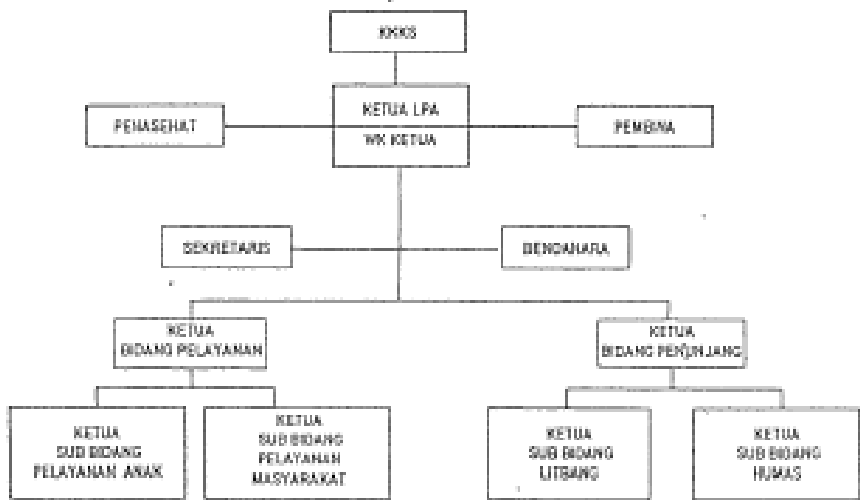 KKKS
KETUA LPA
WK KETUA
PENASEHAT
PEMBINA
SEKRETARIS
BENDAHARA
KETUA
BIDANG PELAYANAN
KETUA
BIDANG PENUNJANG
KETUA
SUB BIDANG
PELAYANAN ANAK
KETUA
SUB BIDANG
PELAYANAN
MASYARAKAT
KETUA
SUB BIDANG
LITBANG
KETUA
SUB BIDANG
HUMAS